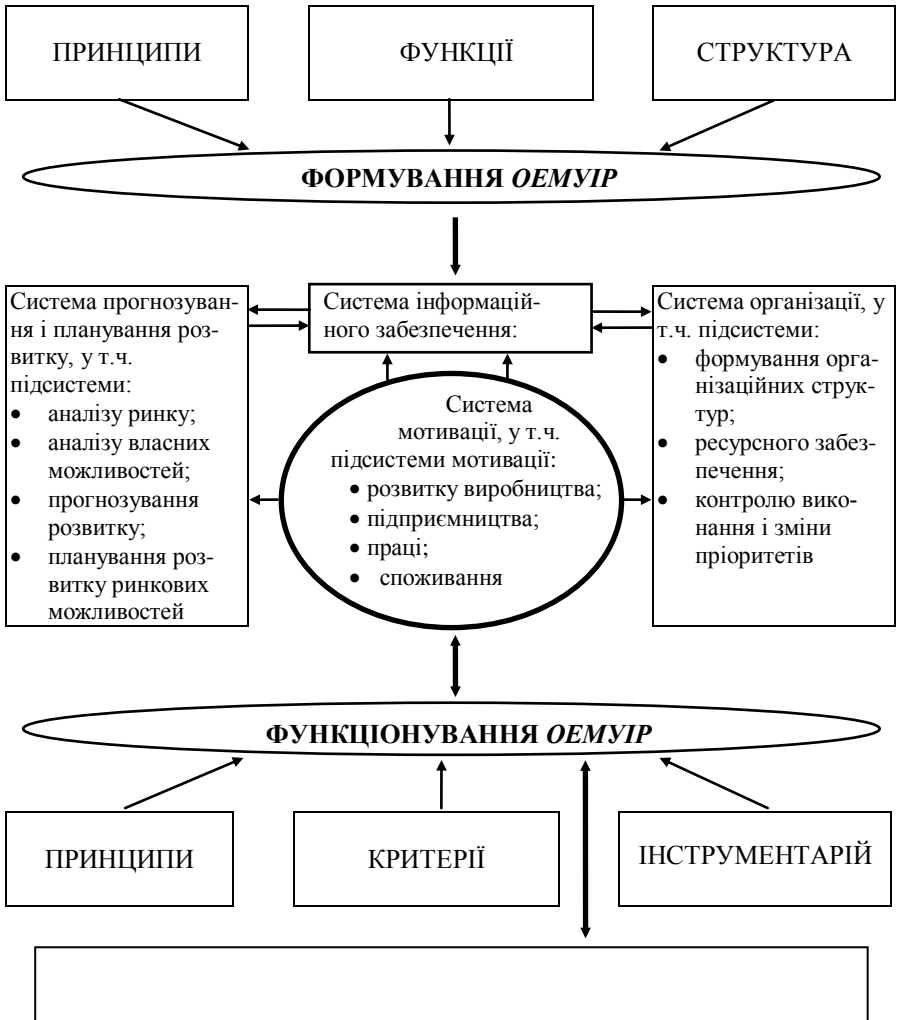 ПРИНЦИПИ
ФУНКЦІЇ
СТРУКТУРА
ФОРМУВАННЯ ОЕМУІР
Система прогнозуван-
ня і планування роз-
витку, у т.ч.
підсистеми:
• аналізу ринку;
• аналізу власних
можливостей;
• прогнозування
розвитку;
• планування роз-
витку ринкових
можливостей
Система інформацій-
ного забезпечення:
Система
мотивації, у т.ч.
підсистеми мотивації:
• розвитку виробництва;
• підприємництва;
• праці;
• споживання
Система організації, у
т.ч. підсистеми:
• формування орга-
нізаційних струк-
тур;
• ресурсного забез-
печення;
• контролю вико-
нання і зміни
пріоритетів
ФУНКЦІОНУВАННЯ ОЕМУІР
ПРИНЦИПИ
КРИТЕРІЇ
ІНСТРУМЕНТАРІЙ